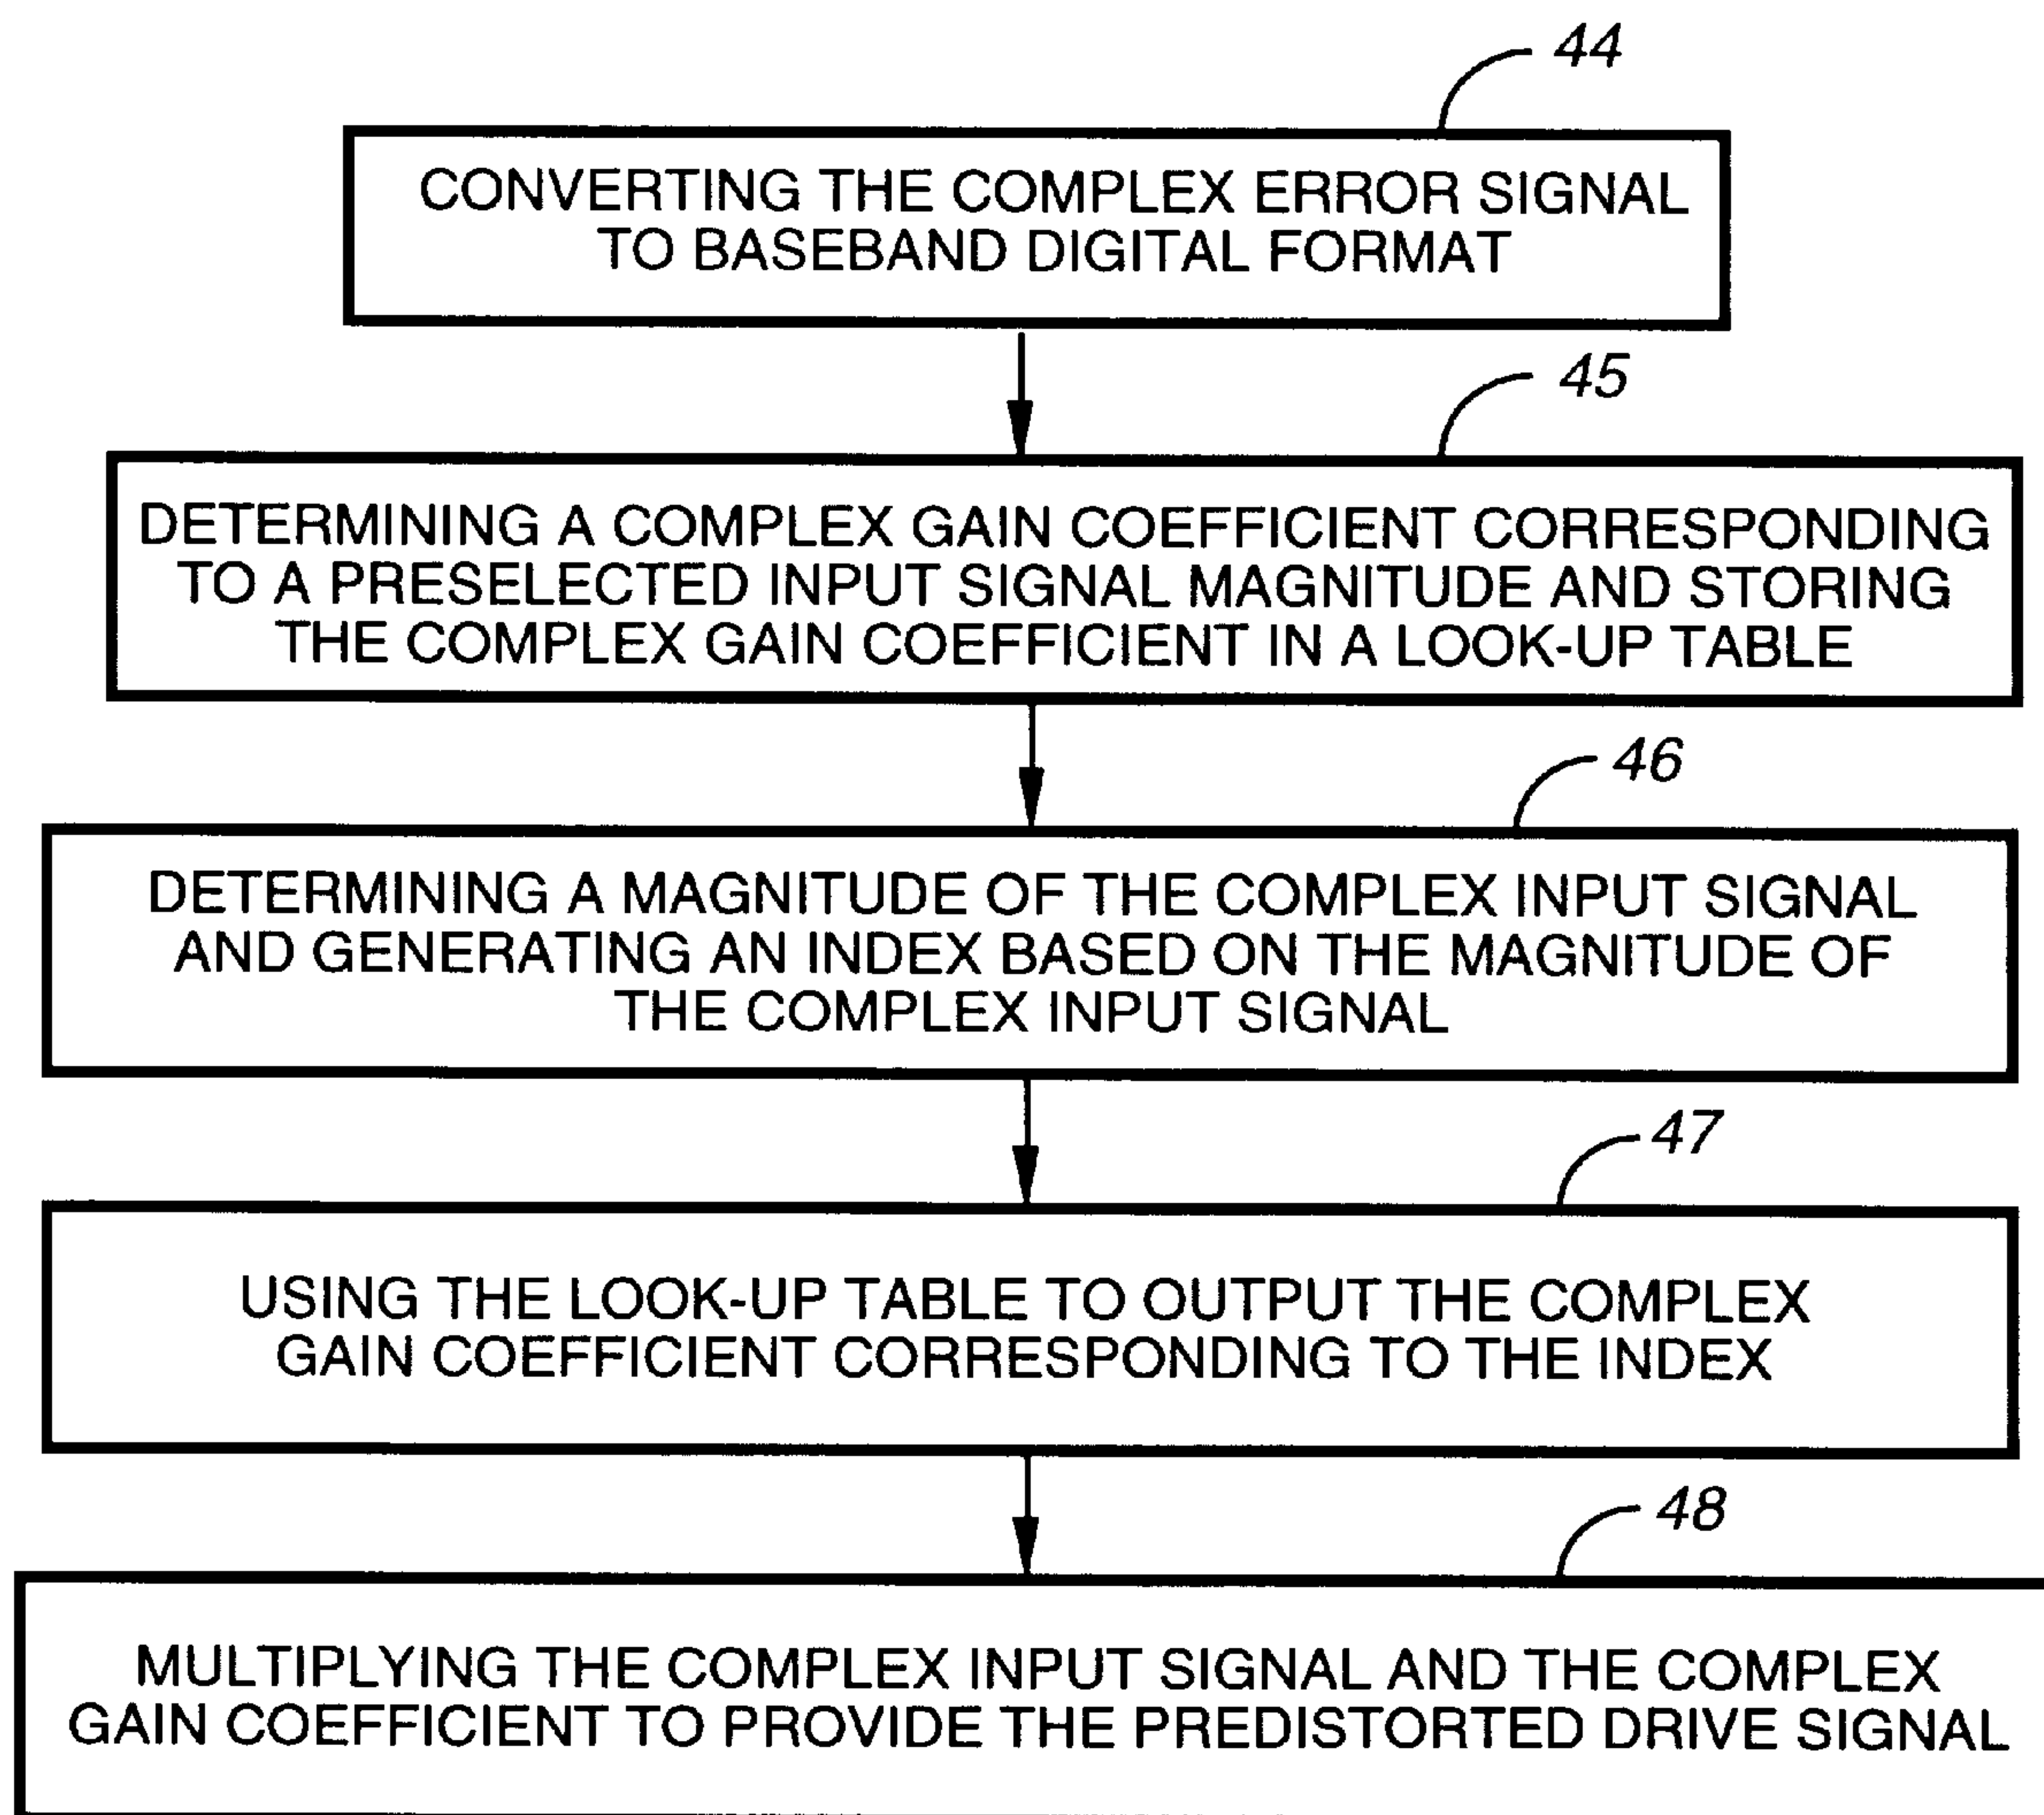 44
CONVERTING THE COMPLEX ERROR SIGNAL
TO BASEBAND DIGITAL FORMAT
45
DETERMINING A COMPLEX GAIN COEFFICIENT CORRESPONDING
TO A PRESELECTED INPUT SIGNAL MAGNITUDE AND STORING
THE COMPLEX GAIN COEFFICIENT IN A LOOK-UP TABLE
46
DETERMINING A MAGNITUDE OF THE COMPLEX INPUT SIGNAL
AND GENERATING AN INDEX BASED ON THE MAGNITUDE OF
THE COMPLEX INPUT SIGNAL
47
USING THE LOOK-UP TABLE TO OUTPUT THE COMPLEX
GAIN COEFFICIENT CORRESPONDING TO THE INDEX
48
MULTIPLYING THE COMPLEX INPUT SIGNAL AND THE COMPLEX
GAIN COEFFICIENT TO PROVIDE THE PREDISTORTED DRIVE SIGNAL